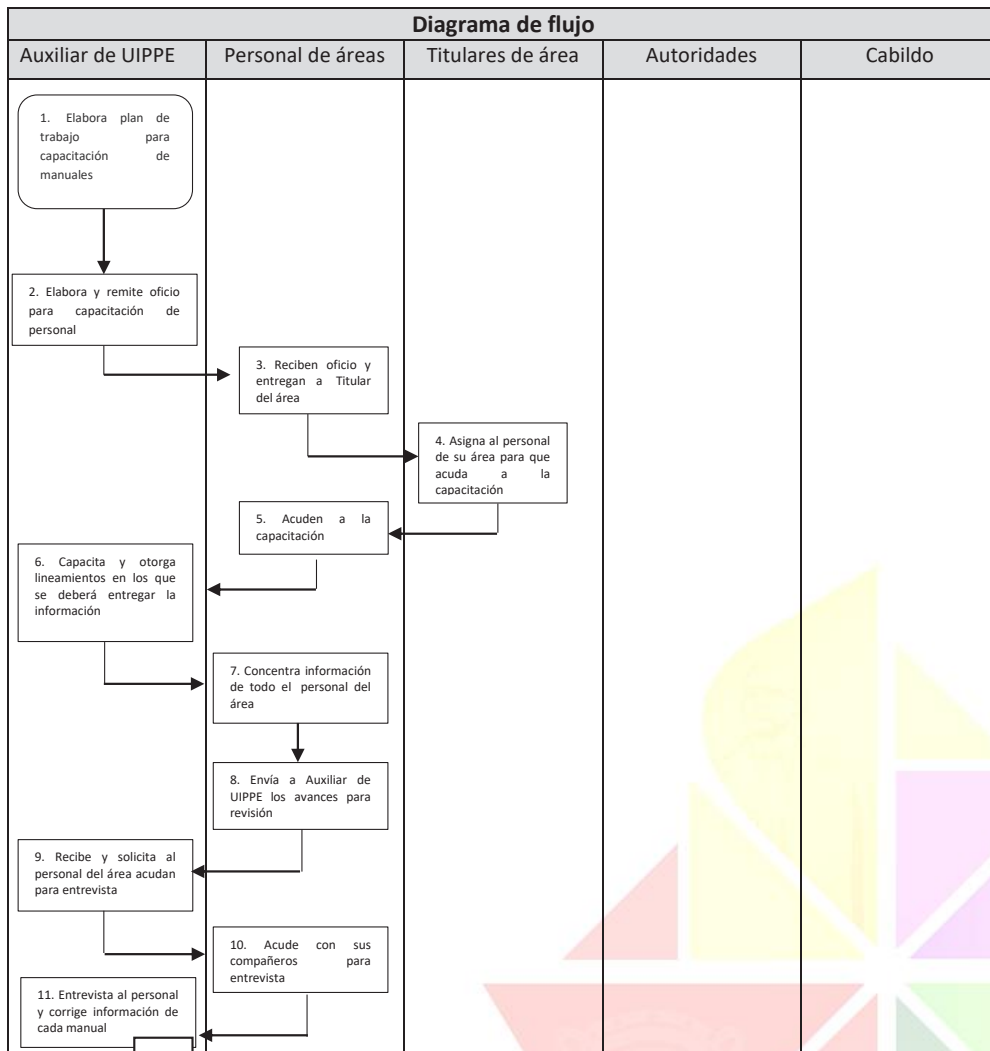 Diagrama de flujo
Auxiliar de UIPPE
Personal de áreas
Titulares de área
Autoridades
Cabildo
1. Elabora plan de
trabajo para
capacitación de
manuales
2. Elabora y remite oficio
para capacitación de
personal
3. Reciben oficio y
entregan a Titular
del área
4. Asigna al personal
de su área para que
acuda a la
capacitación
5. Acuden a la
capacitación
6. Capacita y otorga
lineamientos en los que
se deberá entregar la
información
7. Concentra información
de todo el personal del
área
8. Envía a Auxiliar de
UIPPE los avances para
revisión
9. Recibe y solicita al
personal del área acudan
para entrevista
10. Acude con sus
compañeros para
entrevista
11. Entrevista al personal
y corrige información de
cada manual